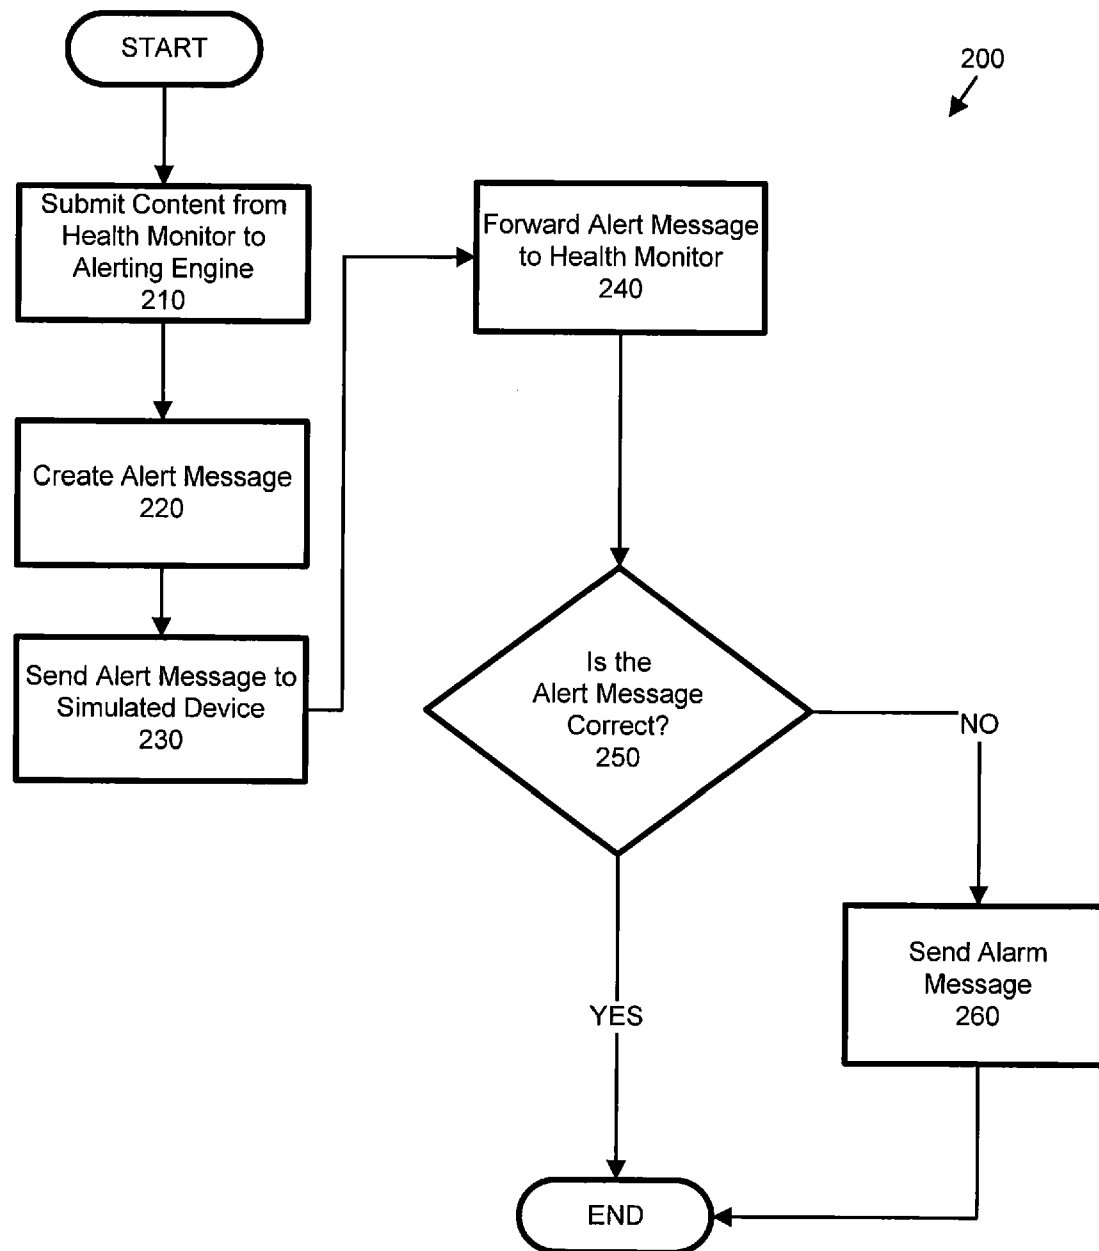 START
200
Submit Content from
Health Monitor to
Alerting Engine
210
Create Alert Message
220
Send Alert Message to
Simulated Device
230
Forward Alert Message
to Health Monitor
240
Is the
Alert Message
Correct?
250
NO
YES
Send Alarm
Message
260
END